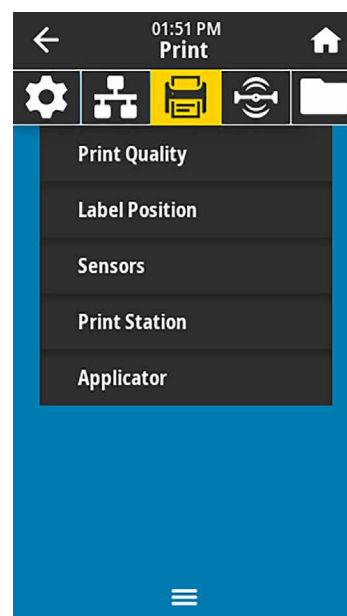 01:51 PM
Print
Print Quality
Label Position
Sensors
Print Station
Applicator